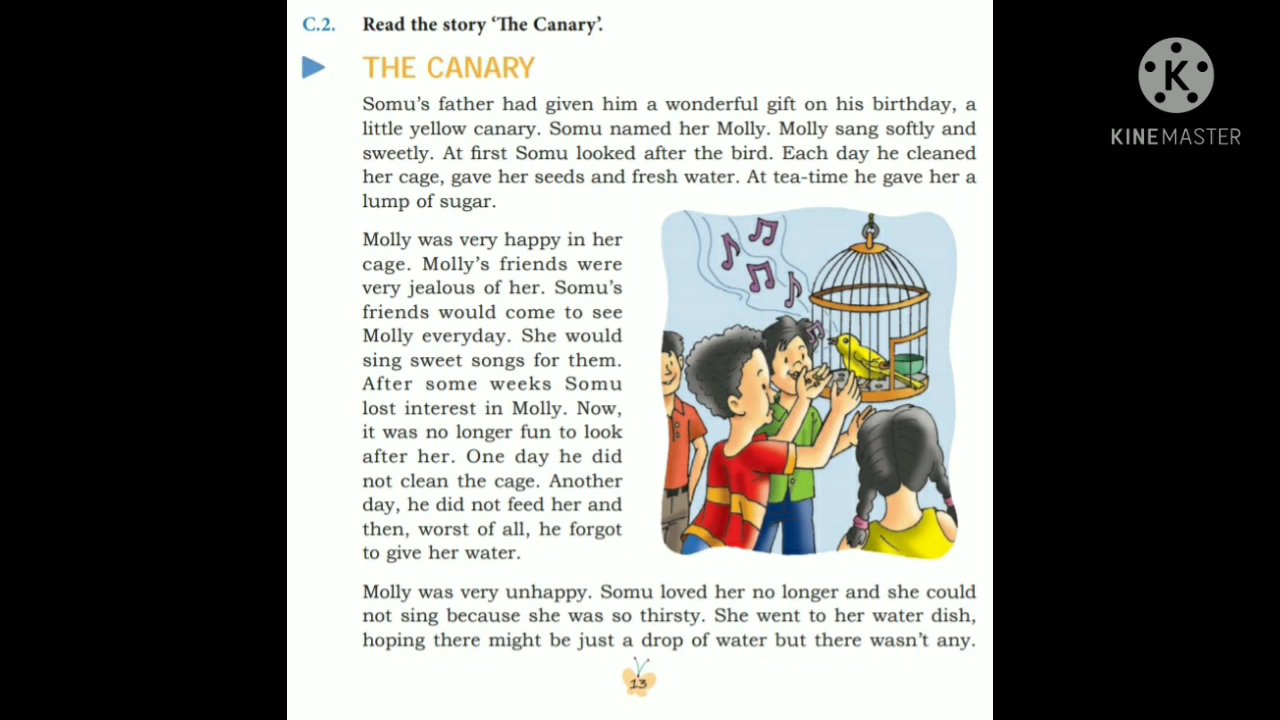 C.2. Read the story ‘The Canary’.
THE CANARY
Somu’s father had given him a wonderful gift on his birthday, a
little yellow canary. Somu named her Molly. Molly sang softly and
sweetly. At first Somu looked after the bird. Each day he cleaned
her cage, gave her seeds and fresh water. At tea-time he gave her a
lump of sugar.
Molly was very happy in her
cage. Molly’s friends were
very jealous of her. Somu’s
friends would come to see
Molly everyday. She would
sing sweet songs for them.
After some weeks Somu
lost interest in Molly. Now,
it was no longer fun to look
after her. One day he did
not clean the cage. Another
day, he did not feed her and
then, worst of all, he forgot
to give her water.
Molly was very unhappy. Somu loved her no longer and she could
not sing because she was so thirsty. She went to her water dish,
hoping there might be just a drop of water but there wasn’t any.
13
K
KINEMASTER